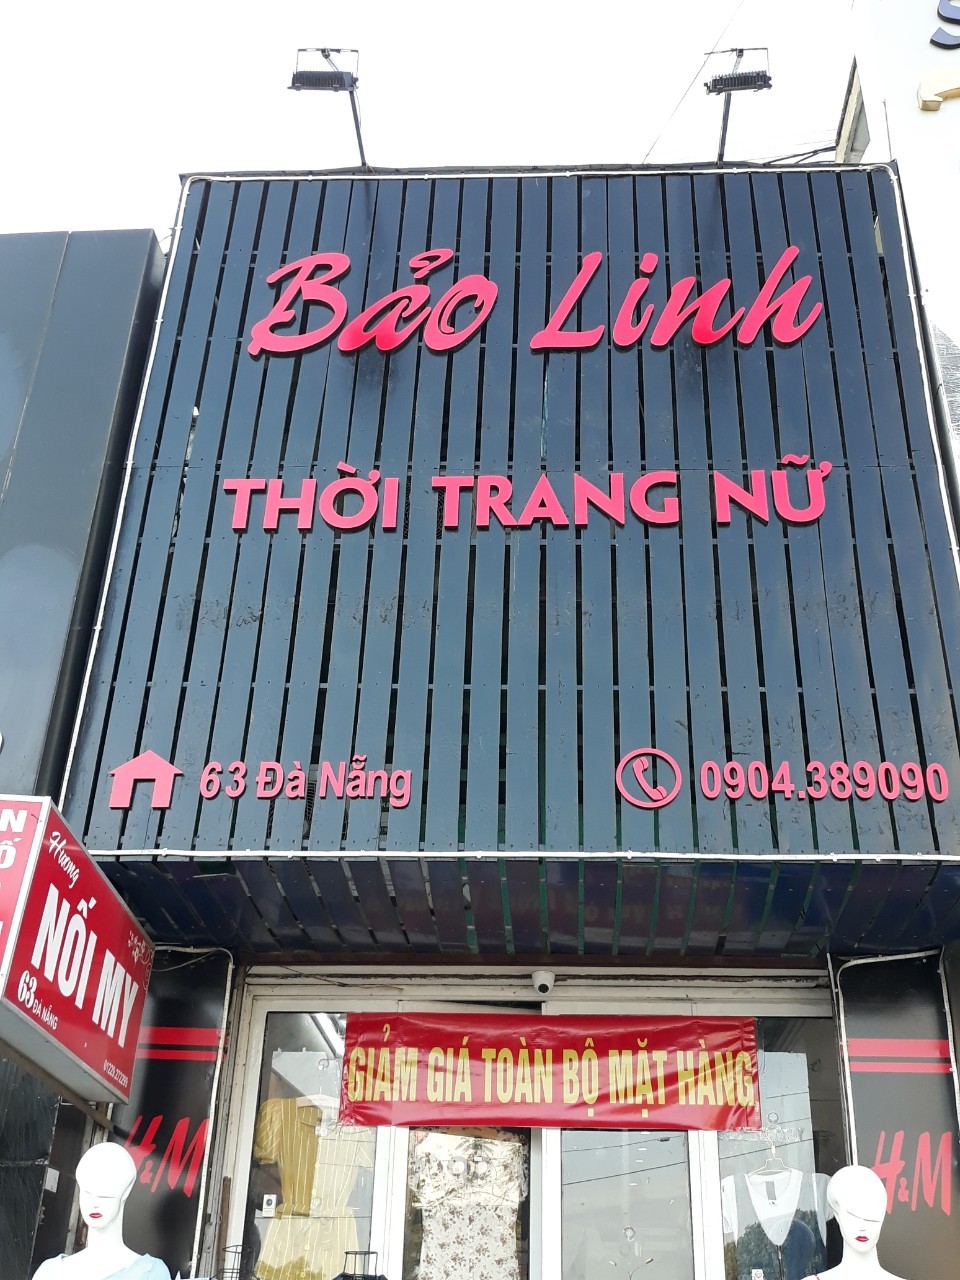 Bảo Linh
THỜI TRANG NỮ
63 Đà Nẵng
0904.389090
Hương
NỐI MY
63 ĐÀ NẴNG
GIẢM GIÁ TOÀN BỘ MẶT HÀNG
H&M
H&M